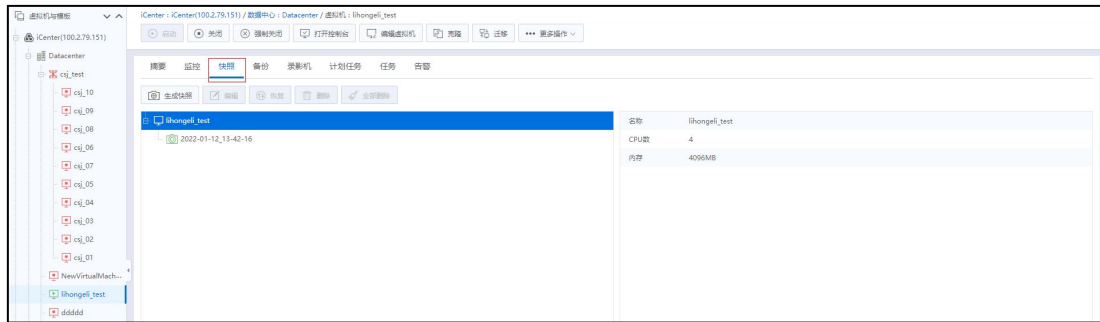 虚拟机与模板
iCenter : iCenter(100.2.79.151) / 数据中心 : Datacenter / 虚拟机 : lihongeli_test
iCenter(100.2.79.151)
启动 关闭 强制关闭 打开控制台 编辑虚拟机 克隆 迁移 ••• 更多操作
Datacenter
摘要 监控 快照 备份 录影机 计划任务 任务 告警
csj_test
csj_10
生成快照 编辑 恢复 删除 全部删除
csj_09
lihongeli_test
名称 lihongeli_test
csj_08
2022-01-12_13-42-16
CPU数 4
csj_06
内存 4096MB
csj_07
csj_05
csj_04
csj_03
csj_02
csj_01
NewVirtualMach...
lihongeli_test
ddddd